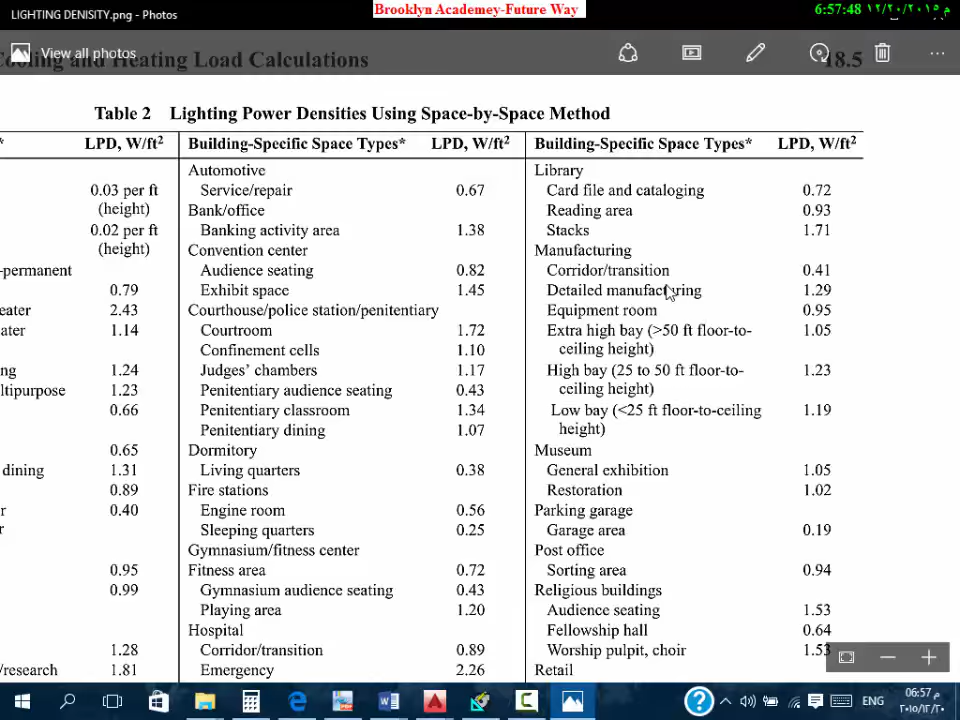 LIGHTING DENISITY.png - Photos
Brooklyn Academey-Future Way
6:57:48 م ١٢/٢٠/٢٠١٥
View all photos
Cooling and Heating Load Calculations 18.5
Table 2 Lighting Power Densities Using Space-by-Space Method
* LPD, W/ft² Building-Specific Space Types* LPD, W/ft² Building-Specific Space Types* LPD, W/ft²
0.03 per ft
(height)
0.02 per ft
(height)
-permanent
0.79
eater 2.43
ater 1.14
ng 1.24
ltipurpose 1.23
0.66
0.65
dining 1.31
0.89
r 0.40
r
0.95
0.99
1.28
/research 1.81
Automotive
Service/repair 0.67
Bank/office
Banking activity area 1.38
Convention center
Audience seating 0.82
Exhibit space 1.45
Courthouse/police station/penitentiary
Courtroom 1.72
Confinement cells 1.10
Judges’ chambers 1.17
Penitentiary audience seating 0.43
Penitentiary classroom 1.34
Penitentiary dining 1.07
Dormitory
Living quarters 0.38
Fire stations
Engine room 0.56
Sleeping quarters 0.25
Gymnasium/fitness center
Fitness area 0.72
Gymnasium audience seating 0.43
Playing area 1.20
Hospital
Corridor/transition 0.89
Emergency 2.26
Library
Card file and cataloging 0.72
Reading area 0.93
Stacks 1.71
Manufacturing
Corridor/transition 0.41
Detailed manufacturing 1.29
Equipment room 0.95
Extra high bay (>50 ft floor-to- 1.05
ceiling height)
High bay (25 to 50 ft floor-to- 1.23
ceiling height)
Low bay (<25 ft floor-to-ceiling 1.19
height)
Museum
General exhibition 1.05
Restoration 1.02
Parking garage
Garage area 0.19
Post office
Sorting area 0.94
Religious buildings
Audience seating 1.53
Fellowship hall 0.64
Worship pulpit, choir 1.53
Retail
ENG
06:57 م
٢٠١٥/١٢/٢٠